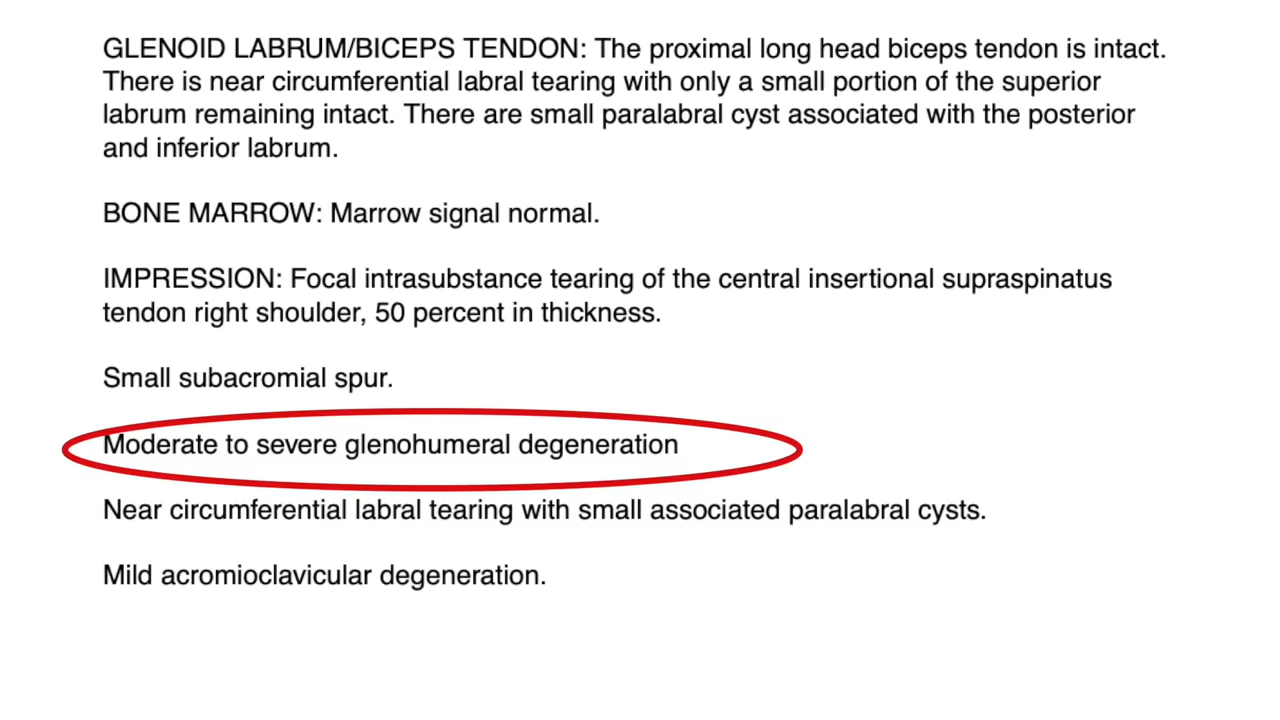 GLENOID LABRUM/BICEPS TENDON: The proximal long head biceps tendon is intact.
There is near circumferential labral tearing with only a small portion of the superior
labrum remaining intact. There are small paralabral cyst associated with the posterior
and inferior labrum.
BONE MARROW: Marrow signal normal.
IMPRESSION: Focal intrasubstance tearing of the central insertional supraspinatus
tendon right shoulder, 50 percent in thickness.
Small subacromial spur.
Moderate to severe glenohumeral degeneration
Near circumferential labral tearing with small associated paralabral cysts.
Mild acromioclavicular degeneration.